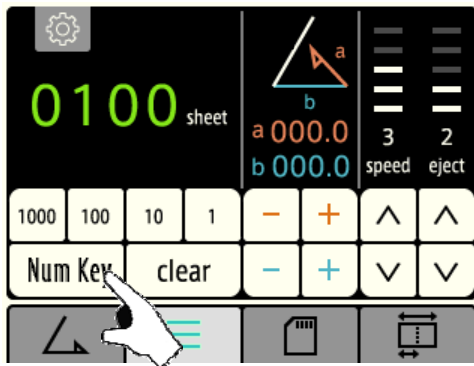 a
b
0100 sheet
a 000.0
b 000.0
3 2
speed eject
1000 100 10 1 - +
Num Key clear - +